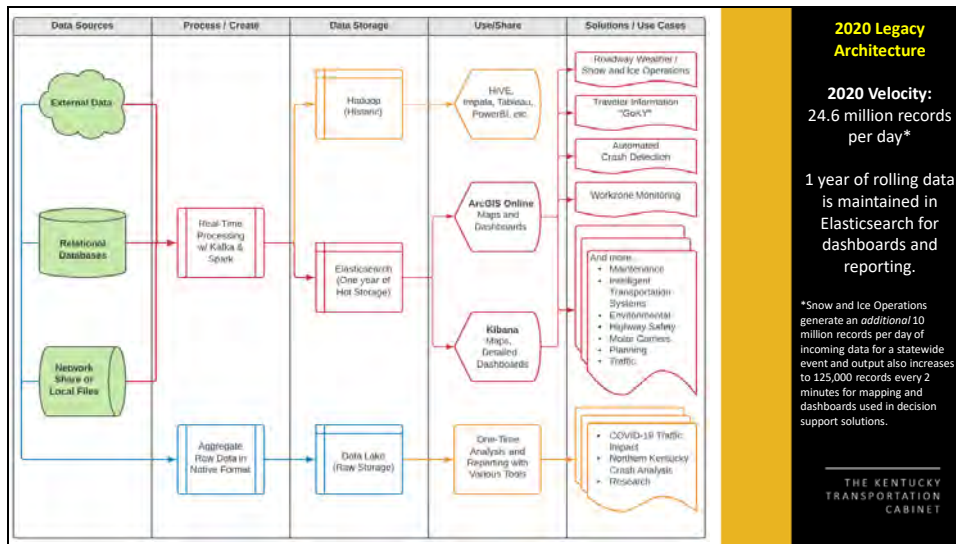 Data Sources
Process / Create
Data Storage
Use/Share
Solutions / Use Cases
External Data
Relational
Databases
Network
Share or
Local Files
Real-Time
Processing
w/ Kafka &
Spark
Aggregate
Raw Data in
Native Format
Hadoop
(Historic)
Elasticsearch
(One year of
Hot Storage)
Data Lake
(Raw Storage)
HIVE,
Impala, Tableau,
PowerBI, etc.
ArcGIS Online
Maps and
Dashboards
Kibana
Maps,
Detailed
Dashboards
One-Time
Analysis and
Reporting with
Various Tools
Roadway Weather /
Snow and Ice Operations
Traveler Information
"GoKY"
Automated
Crash Detection
Workzone Monitoring
And more...
• Maintenance
• Intelligent
Transportation
Systems
• Environmental
• Highway Safety
• Motor Carriers
• Planning
• Traffic
• COVID-19 Traffic
Impact
• Northern Kentucky
Crash Analysis
• Research
2020 Legacy
Architecture
2020 Velocity:
24.6 million records
per day*
1 year of rolling data
is maintained in
Elasticsearch for
dashboards and
reporting.
*Snow and Ice Operations
generate an additional 10
million records per day of
incoming data for a statewide
event and output also increases
to 125,000 records every 2
minutes for mapping and
dashboards used in decision
support solutions.
THE KENTUCKY
TRANSPORTATION
CABINET